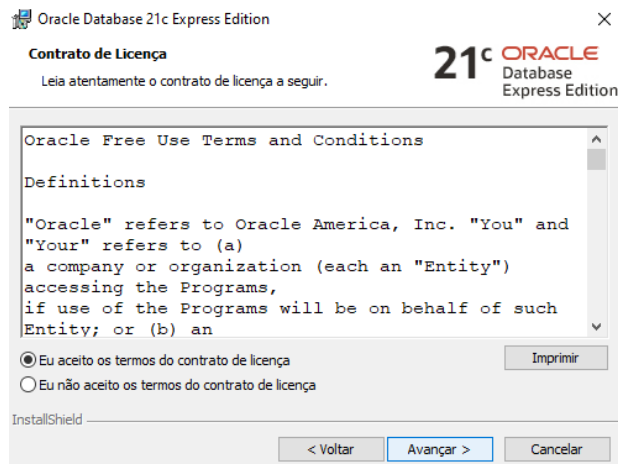 Oracle Database 21c Express Edition
Contrato de Licença
Leia atentamente o contrato de licença a seguir.
21c ORACLE
Database
Express Edition
Oracle Free Use Terms and Conditions
Definitions
"Oracle" refers to Oracle America, Inc. "You" and
"Your" refers to (a)
a company or organization (each an "Entity")
accessing the Programs,
if use of the Programs will be on behalf of such
Entity; or (b) an
Eu aceito os termos do contrato de licença
Imprimir
Eu não aceito os termos do contrato de licença
InstallShield
< Voltar
Avançar >
Cancelar